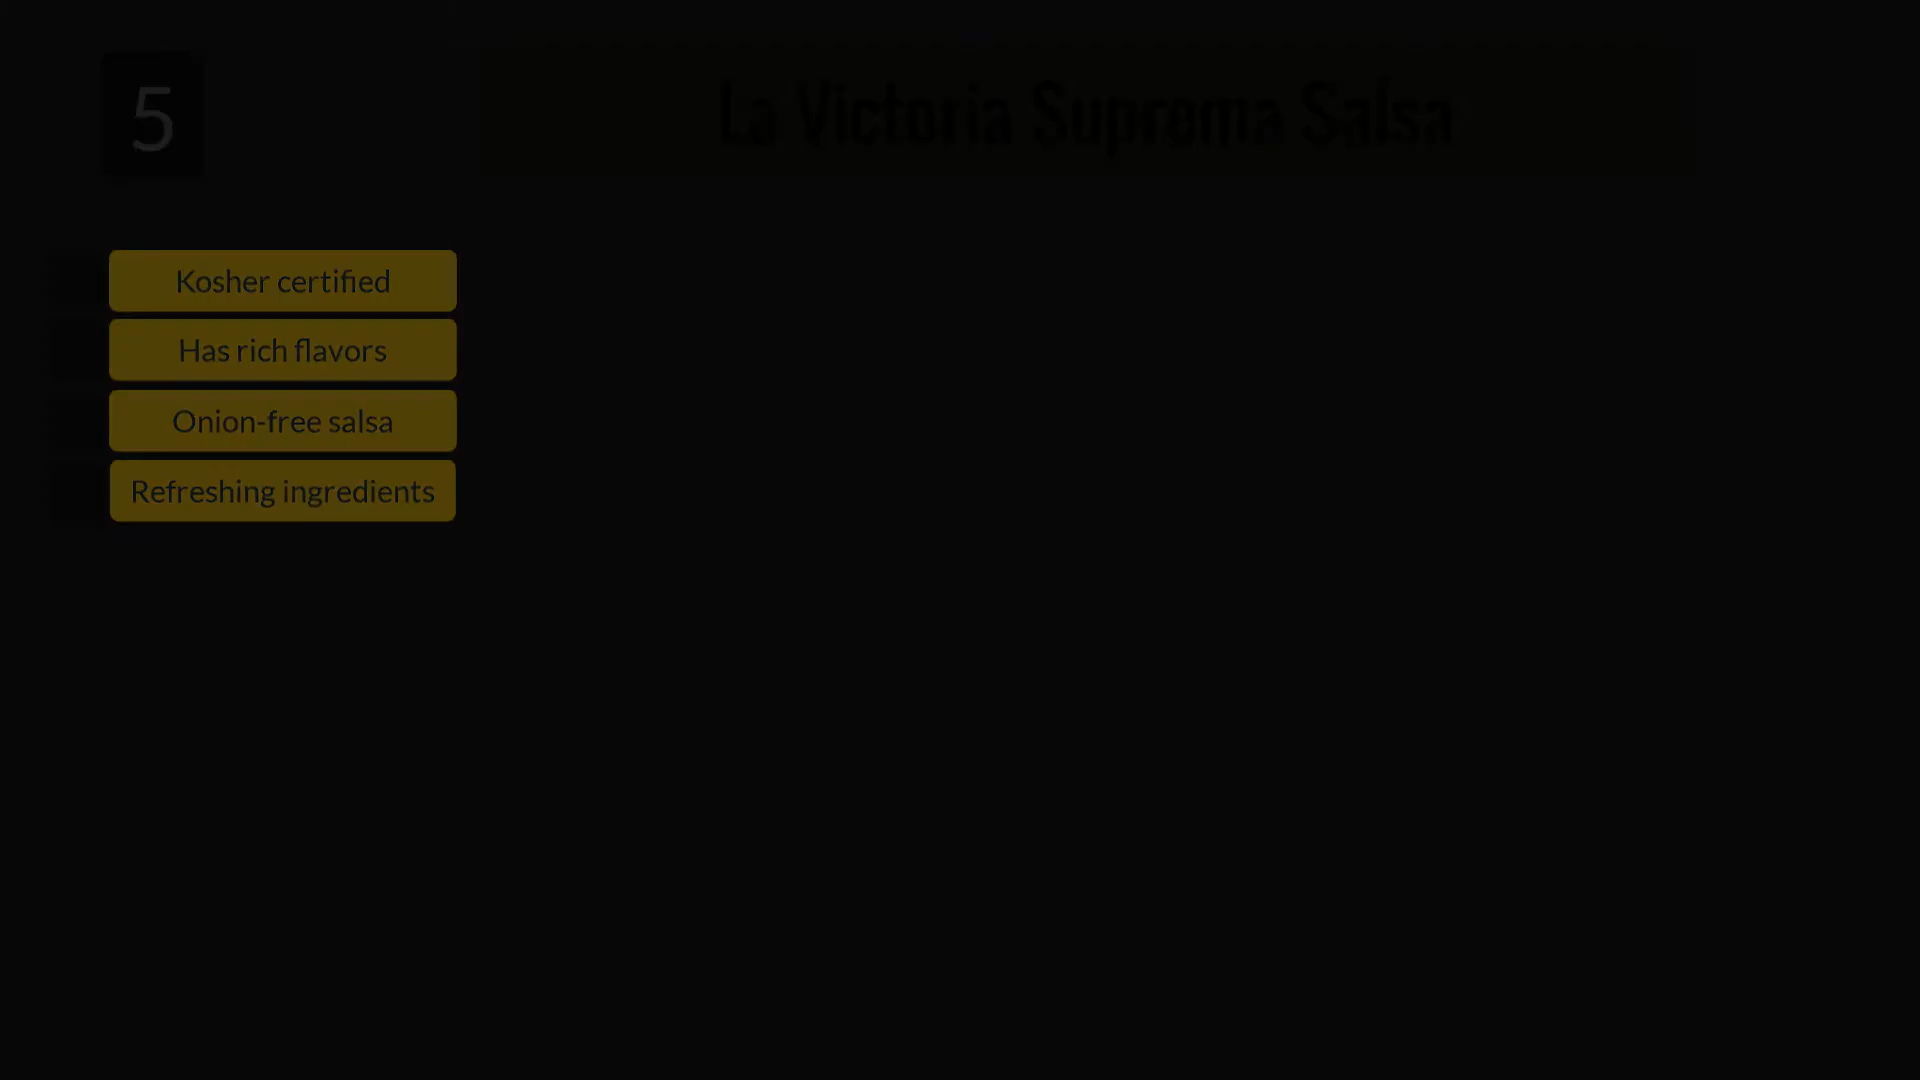 5
La Victoria Suprema Salsa
Kosher certified
Has rich flavors
Onion-free salsa
Refreshing ingredients